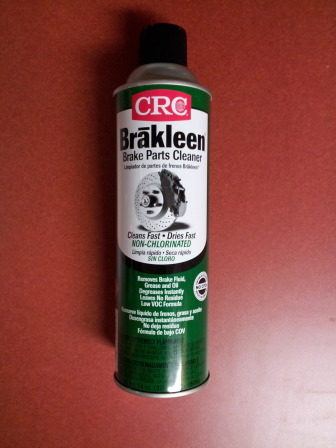 CRC
Brākleen
Brake Parts Cleaner
Limpiador de partes de frenos Brākleen
Cleans Fast • Dries Fast
NON-CHLORINATED
Limpia rápido • Seca rápido
SIN CLORO
Removes Brake Fluid,
Grease and Oil
Degreases Instantly
Leaves No Residue
Low VOC Formula
Remueve líquido de frenos, grasa y aceite
Desengrasa instantáneamente
No deja residuo
Fórmula de bajo COV